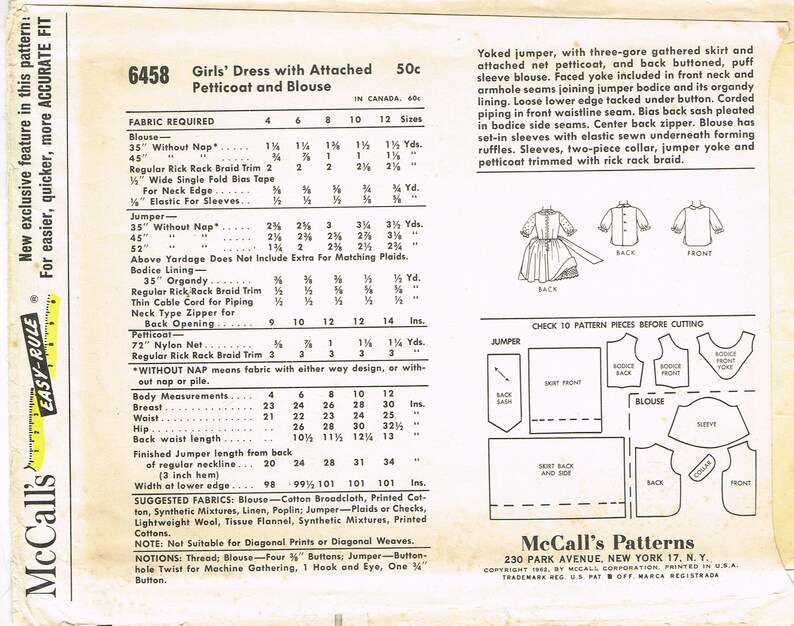 New exclusive feature in this pattern:
For easier, quicker, more ACCURATE FIT
EASY-RULE ®
1 2 3
McCall's
6458 Girls' Dress with Attached 50c
Petticoat and Blouse
IN CANADA, 60c
FABRIC REQUIRED 4 6 8 10 12 Sizes
Blouse—
35" Without Nap* . . . . . 1¼ 1¼ 1⅜ 1½ 1½ Yds.
45" " " . . . . . ¾ ⅞ 1 1 1⅛ "
Regular Rick Rack Braid Trim 2 2 2 2⅛ 2⅛ "
½" Wide Single Fold Bias Tape
For Neck Edge . . . . . . ⅝ ⅝ ⅝ ¾ ¾ Yd.
⅛" Elastic For Sleeves . . ½ ½ ½ ⅝ ⅝ "
Jumper—
35" Without Nap* . . . . . 2⅜ 2⅝ 3 3¼ 3½ Yds.
45" " " . . . . . 2⅛ 2⅜ 2⅝ 2⅞ 3⅛ "
52" " " . . . . . 1¾ 2 2⅜ 2½ 2¾ "
Above Yardage Does Not Include Extra For Matching Plaids.
Bodice Lining—
35" Organdy . . . . . . . ⅜ ⅜ ⅜ ½ ½ Yd.
Regular Rick Rack Braid Trim ½ ½ ⅝ ⅝ ⅝ "
Thin Cable Cord for Piping ½ ½ ½ ½ ½ "
Neck Type Zipper for
Back Opening . . . . . . 9 10 12 12 14 Ins.
Petticoat—
72" Nylon Net . . . . . . . ⅝ ⅞ 1 1⅛ 1¼ Yds.
Regular Rick Rack Braid Trim 3 3 3 3 3 "
*WITHOUT NAP means fabric with either way design, or with-
out nap or pile.
Body Measurements . . . . 4 6 8 10 12
Breast . . . . . . . . . . . . . 23 24 26 28 30 Ins.
Waist . . . . . . . . . . . . . . 21 22 23 24 25 "
Hip . . . . . . . . . . . . . . . 26 28 30 32½ "
Back waist length . . . . . . 10½ 11½ 12¼ 13 "
Finished Jumper length from back
of regular neckline . . . 20 24 28 31 34 "
(3 inch hem)
Width at lower edge . . . . 98 99½ 101 101 101 Ins.
SUGGESTED FABRICS: Blouse—Cotton Broadcloth, Printed Cot-
ton, Synthetic Mixtures, Linen, Poplin; Jumper—Plaids or Checks,
Lightweight Wool, Tissue Flannel, Synthetic Mixtures, Printed
Cottons.
NOTE: Not Suitable for Diagonal Prints or Diagonal Weaves.
NOTIONS: Thread; Blouse—Four ⅜" Buttons; Jumper—Button-
hole Twist for Machine Gathering, 1 Hook and Eye, One ¾"
Button.
Yoked jumper, with three-gore gathered skirt and
attached net petticoat, and back buttoned, puff
sleeve blouse. Faced yoke included in front neck and
armhole seams joining jumper bodice and its organdy
lining. Loose lower edge tacked under button. Corded
piping in front waistline seam. Bias back sash pleated
in bodice side seams. Center back zipper. Blouse has
set-in sleeves with elastic sewn underneath forming
ruffles. Sleeves, two-piece collar, jumper yoke and
petticoat trimmed with rick rack braid.
BACK
BACK
FRONT
CHECK 10 PATTERN PIECES BEFORE CUTTING
JUMPER
BACK
SASH
SKIRT FRONT
BODICE
BACK
BODICE
FRONT
BODICE
FRONT
YOKE
SKIRT BACK
AND SIDE
BLOUSE
SLEEVE
BACK
COLLAR
FRONT
McCall's Patterns
230 PARK AVENUE, NEW YORK 17, N. Y.
COPYRIGHT 1962, BY McCALL CORPORATION. PRINTED IN U.S.A.
TRADEMARK REG. U.S. PAT. OFF. MARCA REGISTRADA